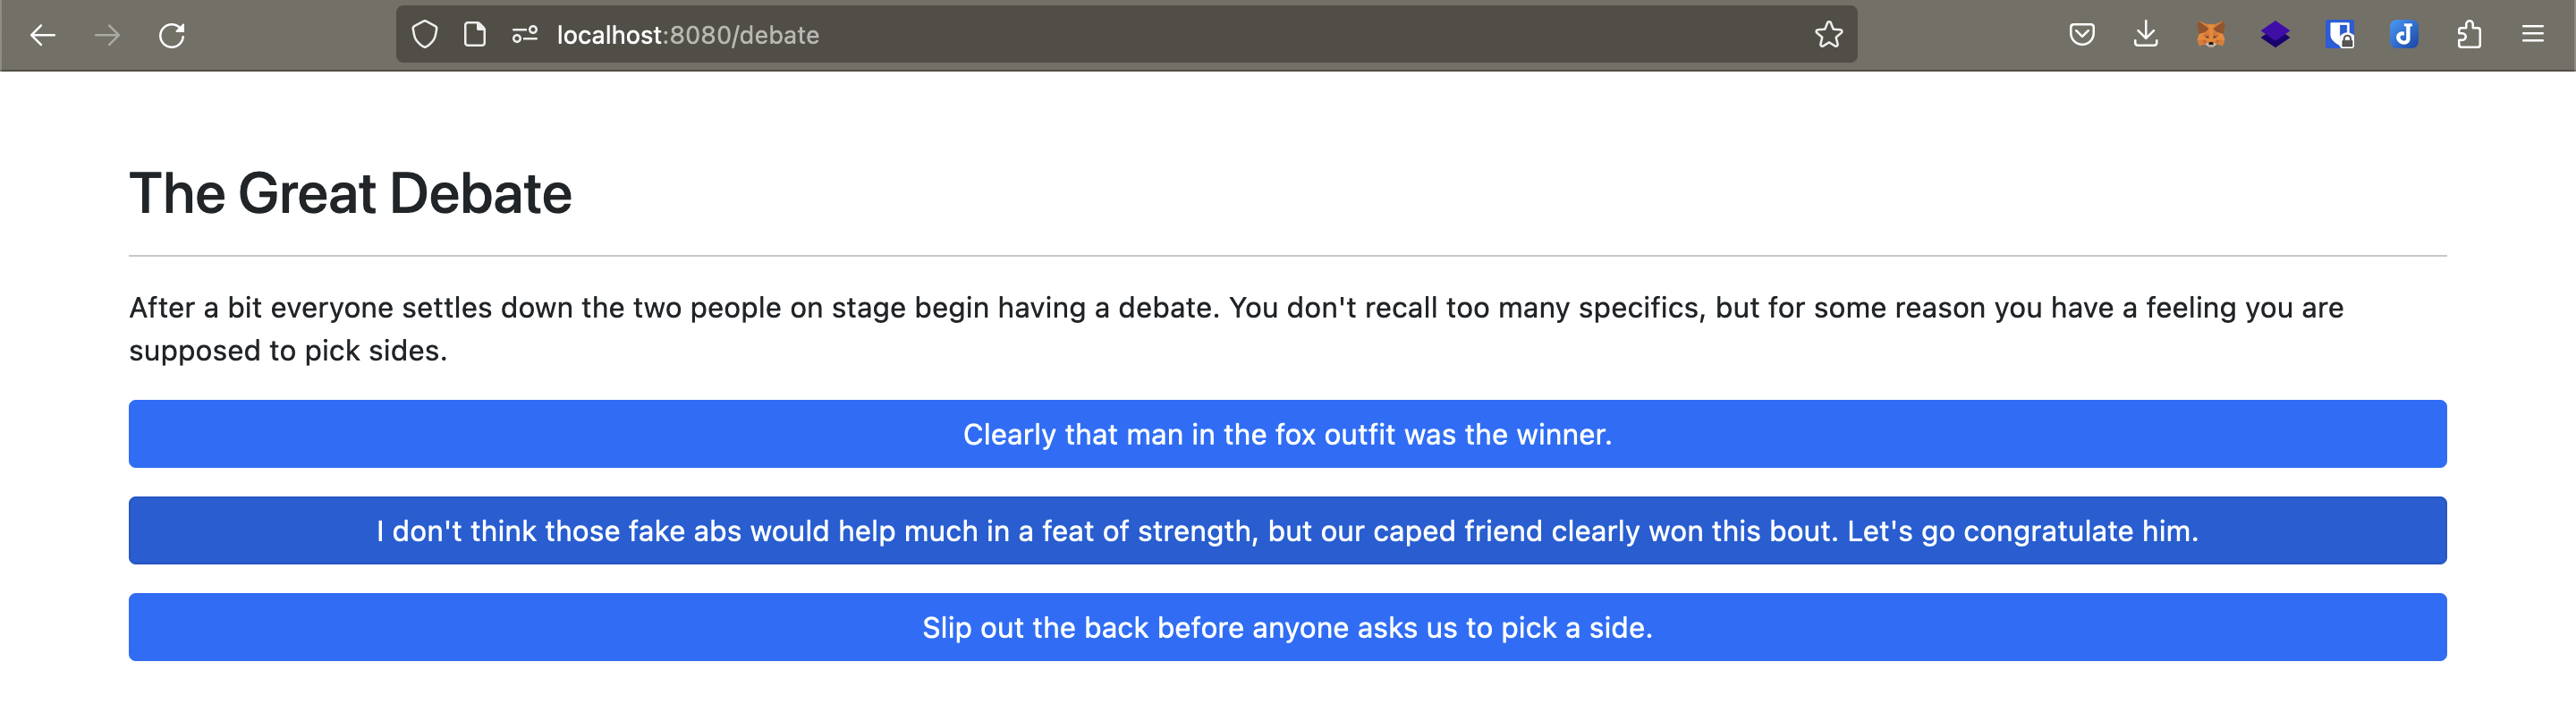 localhost:8080/debate
The Great Debate
After a bit everyone settles down the two people on stage begin having a debate. You don't recall too many specifics, but for some reason you have a feeling you are
supposed to pick sides.
Clearly that man in the fox outfit was the winner.
I don't think those fake abs would help much in a feat of strength, but our caped friend clearly won this bout. Let's go congratulate him.
Slip out the back before anyone asks us to pick a side.